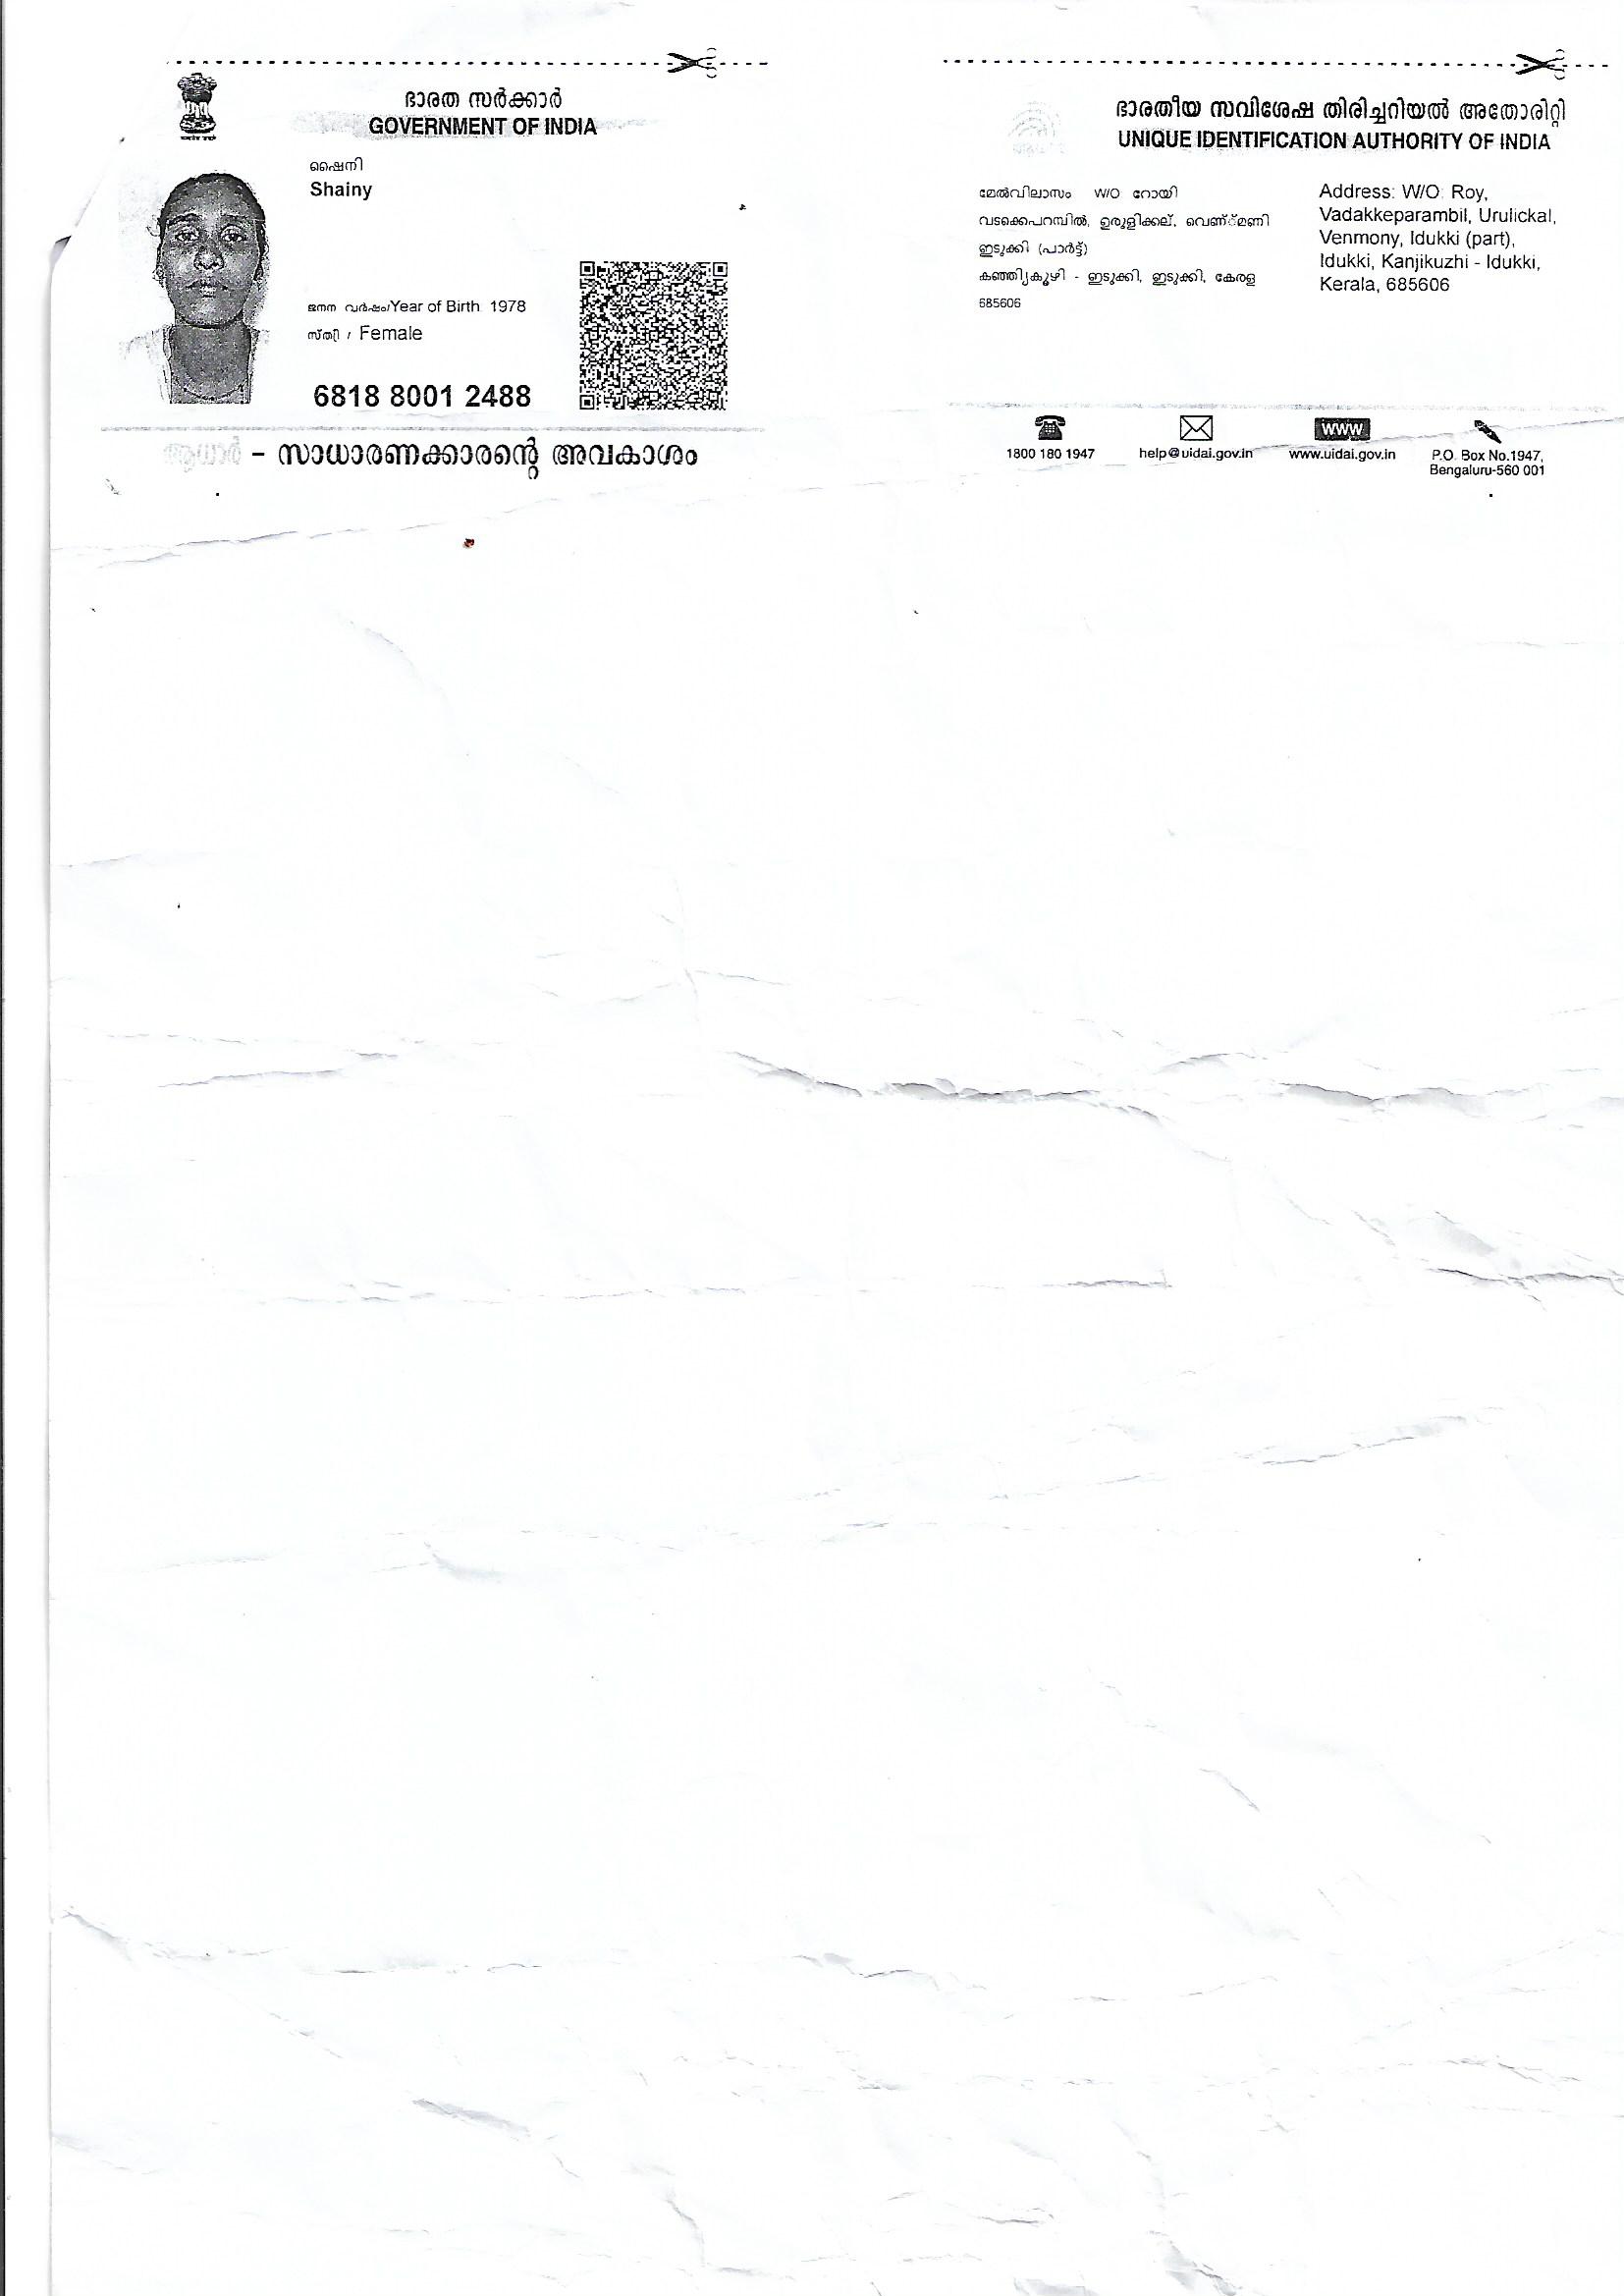 ഭാരത സർക്കാർ
GOVERNMENT OF INDIA
ഷൈനി
Shainy
ജനന വർഷം/Year of Birth 1978
സ്ത്രീ / Female
6818 8001 2488
ആധാർ - സാധാരണക്കാരന്റെ അവകാശം
ഭാരതീയ സവിശേഷ തിരിച്ചറിയൽ അതോരിറ്റി
UNIQUE IDENTIFICATION AUTHORITY OF INDIA
മേൽവിലാസം W/O റോയി
വടക്കെപറമ്പിൽ, ഉരുളിക്കല്, വെണ്്മണി
ഇടുക്കി (പാർട്ട്)
കഞ്ഞിയ്കുഴി - ഇടുക്കി, ഇടുക്കി, കേരള
685606
Address: W/O: Roy,
Vadakkeparambil, Urulickal,
Venmony, Idukki (part),
Idukki, Kanjikuzhi - Idukki,
Kerala, 685606
1800 180 1947
help@uidai.gov.in
WWW
www.uidai.gov.in
P.O. Box No.1947,
Bengaluru-560 001